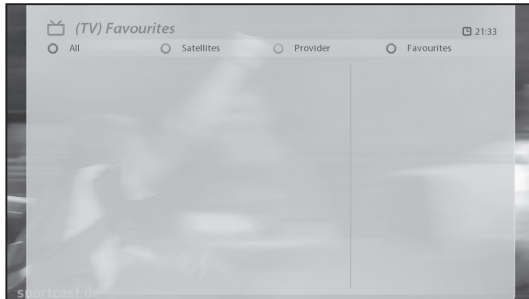 (TV) Favourites
21:33
All Satellites Provider Favourites
sportcast.de